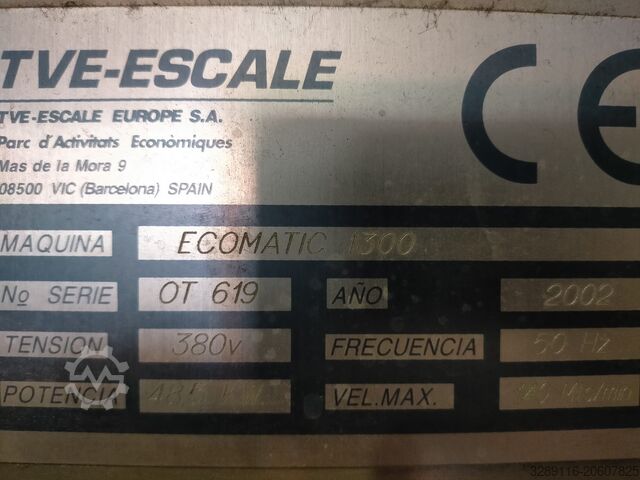 TVE-ESCALE
TVE-ESCALE EUROPE S.A.
Parc d'Activitats Econòmiques
Mas de la Mora 9
08500 VIC (Barcelona) SPAIN
CE
MAQUINA ECOMATIC 1300
No SERIE OT 619 AÑO 2002
TENSION 380v FRECUENCIA 50 Hz
POTENCIA VEL.MAX.
3289116-20607825